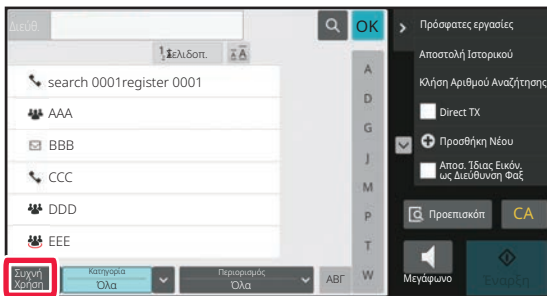 Διεύθ.
OK
1 Σελιδοπ.
search 0001register 0001
AAA
BBB
CCC
DDD
EEE
A
D
G
J
M
P
T
W
Συχνή
Χρήση
Κατηγορία
Όλα
Περιορισμός
Όλα
ΑΒΓ
Πρόσφατες εργασίες
Αποστολή Ιστορικού
Κλήση Αριθμού Αναζήτησης
Direct TX
Προσθήκη Νέου
Αποσ. Ίδιας Εικόν.
ως Διεύθυνση Φαξ
Προεπισκόπ
CA
Μεγάφωνο
Έναρξη